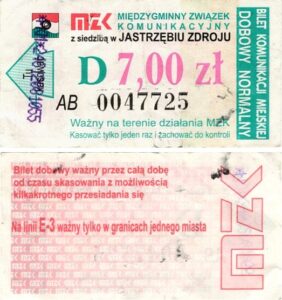 MZK MIĘDZYGMINNY ZWIĄZEK
KOMUNIKACYJNY
z siedzibą w JASTRZĘBIU ZDROJU
D 7,00 zł
AB 0047725
Ważny na terenie działania MZK
Kasować tylko jeden raz i zachować do kontroli
BILET KOMUNIKACJI MIEJSKIEJ
DOBOWY NORMALNY
Bilet dobowy ważny przez całą dobę
od czasu skasowania z możliwością
kilkakrotnego przesiadania się
Na linii E-3 ważny tylko w granicach jednego miasta
MZK